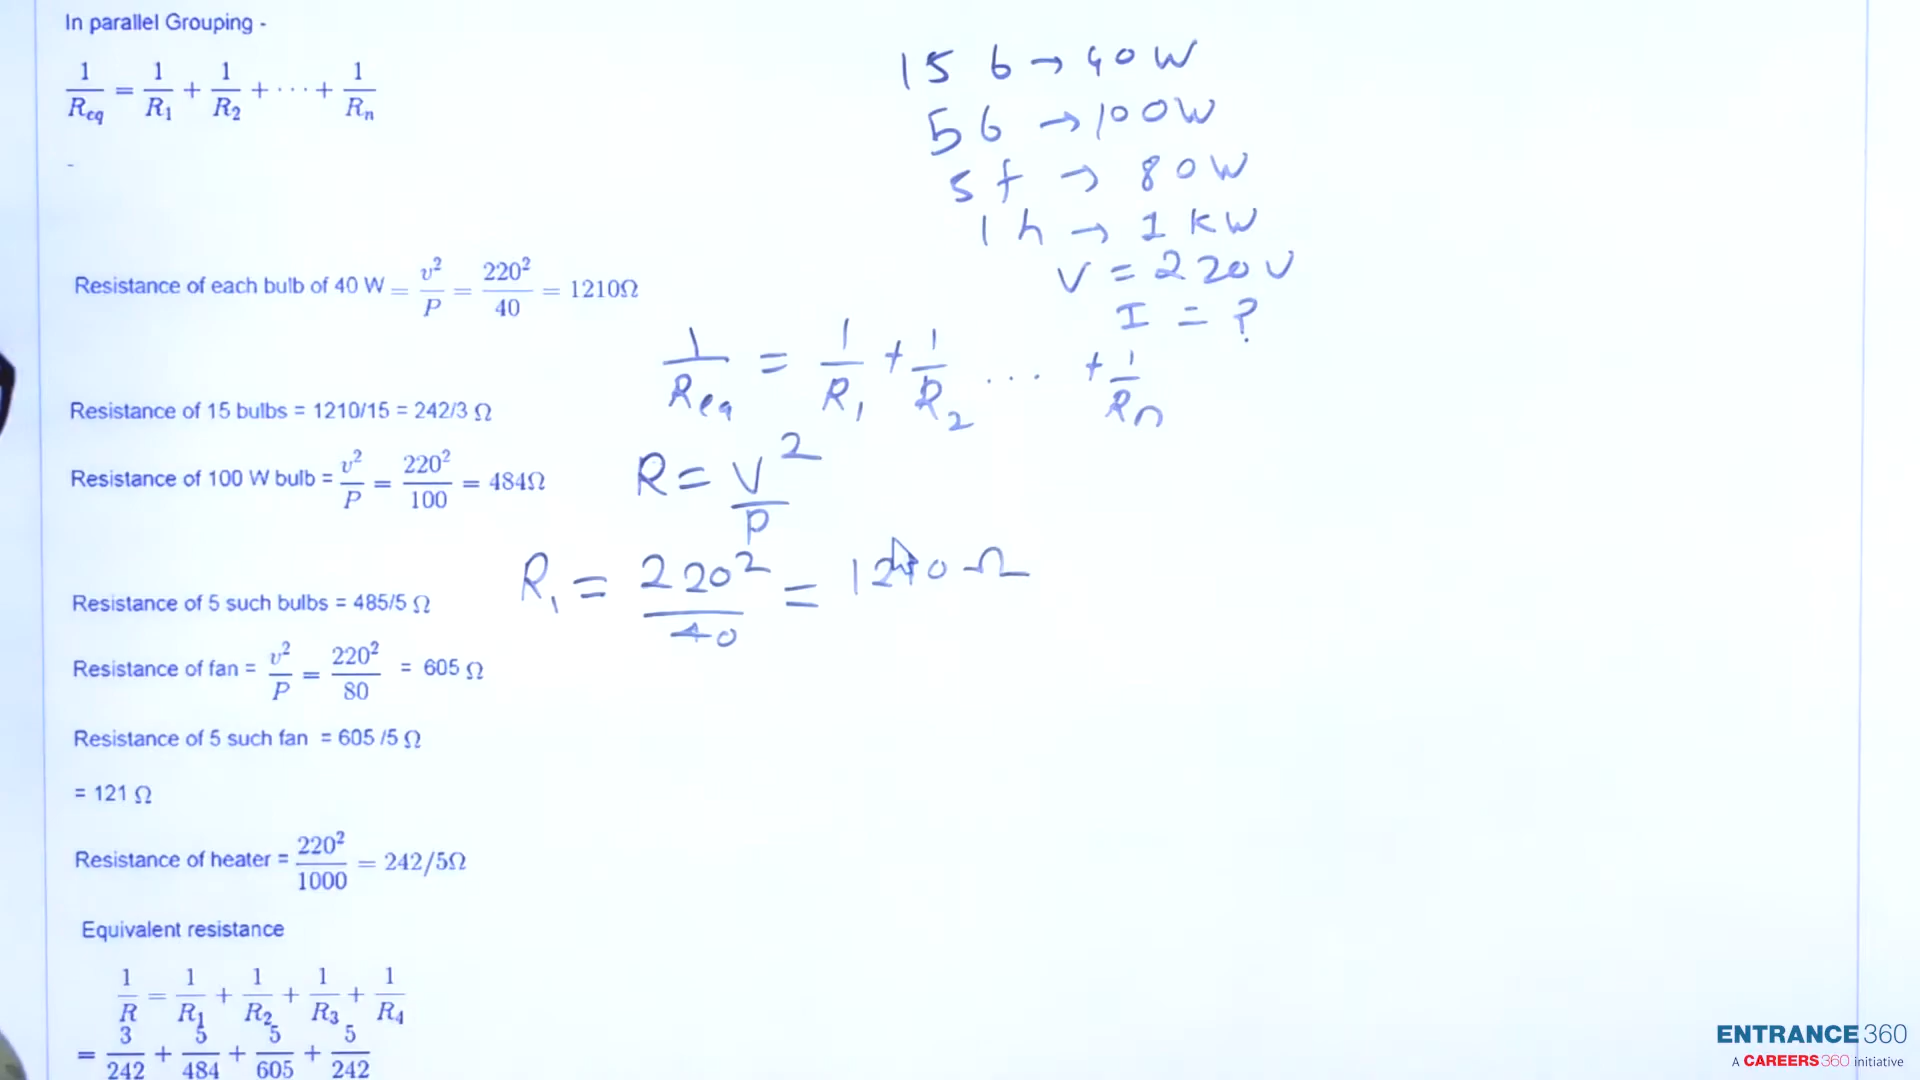 In parallel Grouping -
1/R_eq = 1/R_1 + 1/R_2 + ··· + 1/R_n
-
Resistance of each bulb of 40 W = v²/P = 220²/40 = 1210Ω
Resistance of 15 bulbs = 1210/15 = 242/3 Ω
Resistance of 100 W bulb = v²/P = 220²/100 = 484Ω
Resistance of 5 such bulbs = 485/5 Ω
Resistance of fan = v²/P = 220²/80 = 605 Ω
Resistance of 5 such fan = 605 /5 Ω
= 121 Ω
Resistance of heater = 220²/1000 = 242/5Ω
Equivalent resistance
1/R = 1/R_1 + 1/R_2 + 1/R_3 + 1/R_4
= 3/242 + 5/484 + 5/605 + 5/242
15 b → 40 W
5 b → 100 W
5 f → 80 W
1 h → 1 KW
V = 220 V
I = ?
1/R_eq = 1/R_1 + 1/R_2 ... + 1/R_n
R = V²/P
R_1 = 220²/40 =
ENTRANCE 360
A CAREERS360 initiative